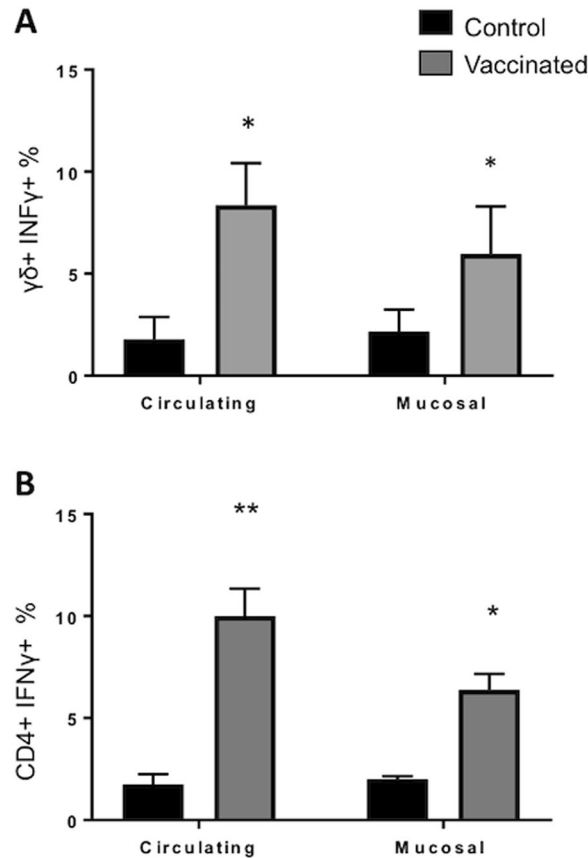 A
Control
Vaccinated
15
10
5
0
γδ+ INFγ+ %
*
*
Circulating
Mucosal
B
15
10
5
0
CD4+ IFNγ+ %
**
*
Circulating
Mucosal